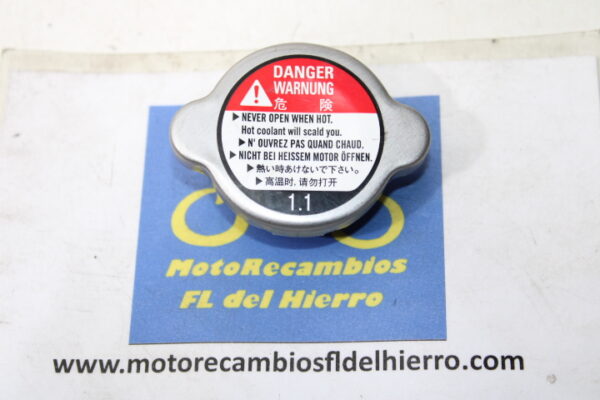 DANGER
WARNUNG
危 険
▶ NEVER OPEN WHEN HOT.
Hot coolant will scald you.
▶ N' OUVREZ PAS QUAND CHAUD.
▶ NICHT BEI HEISSEM MOTOR ÖFFNEN.
▶ 熱い時あけないで下さい。
▶ 高温时, 请勿打开
1.1
MotoRecambios
FL del Hierro
www.motorecambiosfldelhierro.com